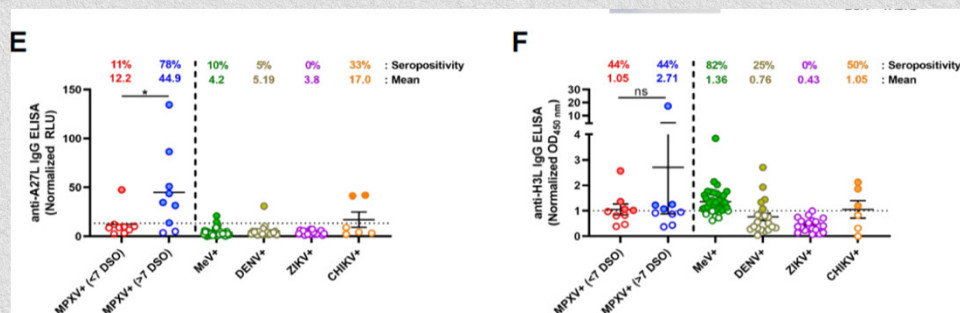 E
11% 78% 10% 5% 0% 33% : Seropositivity
12.2 44.9 4.2 5.19 3.8 17.0 : Mean
anti-A27L IgG ELISA
(Normalized RLU)
150
100
50
0
*
MPXV+ (<7 DSO)
MPXV+ (>7 DSO)
MeV+
DENV+
ZIKV+
CHIKV+
F
44% 44% 82% 25% 0% 50% : Seropositivity
1.05 2.71 1.36 0.76 0.43 1.05 : Mean
anti-H3L IgG ELISA
(Normalized OD450 nm)
30
20
10
4
3
2
1
0
ns
MPXV+ (<7 DSO)
MPXV+ (>7 DSO)
MeV+
DENV+
ZIKV+
CHIKV+